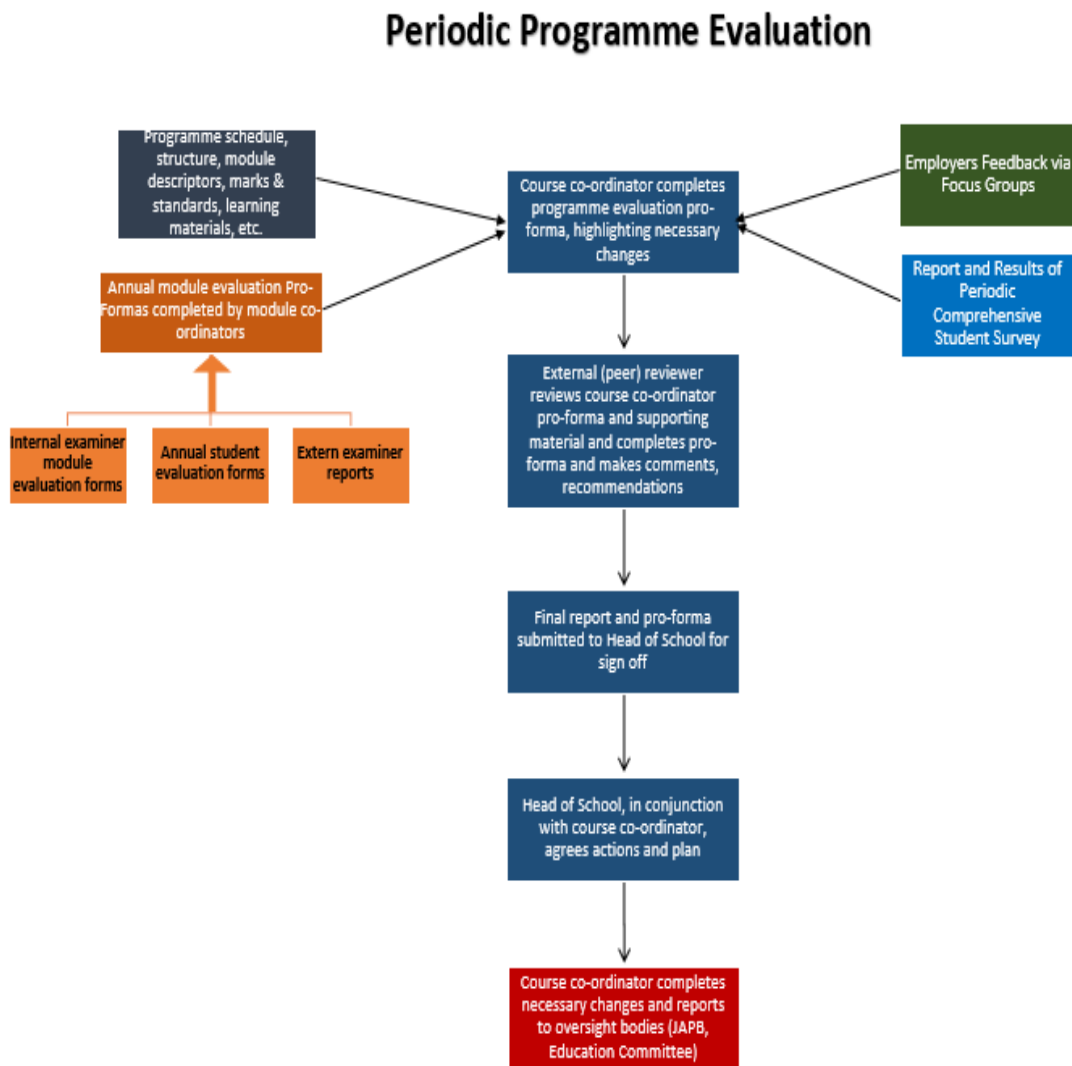 Periodic Programme Evaluation
Programme schedule,
structure, module
descriptors, marks &
standards, learning
materials, etc.
Annual module evaluation Pro-
Formas completed by module co-
ordinators
Internal examiner
module
evaluation forms
Annual student
evaluation forms
Extern examiner
reports
Course co-ordinator completes
programme evaluation pro-
forma, highlighting necessary
changes
Employers Feedback via
Focus Groups
Report and Results of
Periodic
Comprehensive
Student Survey
External (peer) reviewer
reviews course co-ordinator
pro-forma and supporting
material and completes pro-
forma and makes comments,
recommendations
Final report and pro-forma
submitted to Head of School for
sign off
Head of School, in conjunction
with course co-ordinator,
agrees actions and plan
Course co-ordinator completes
necessary changes and reports
to oversight bodies (JAPB,
Education Committee)